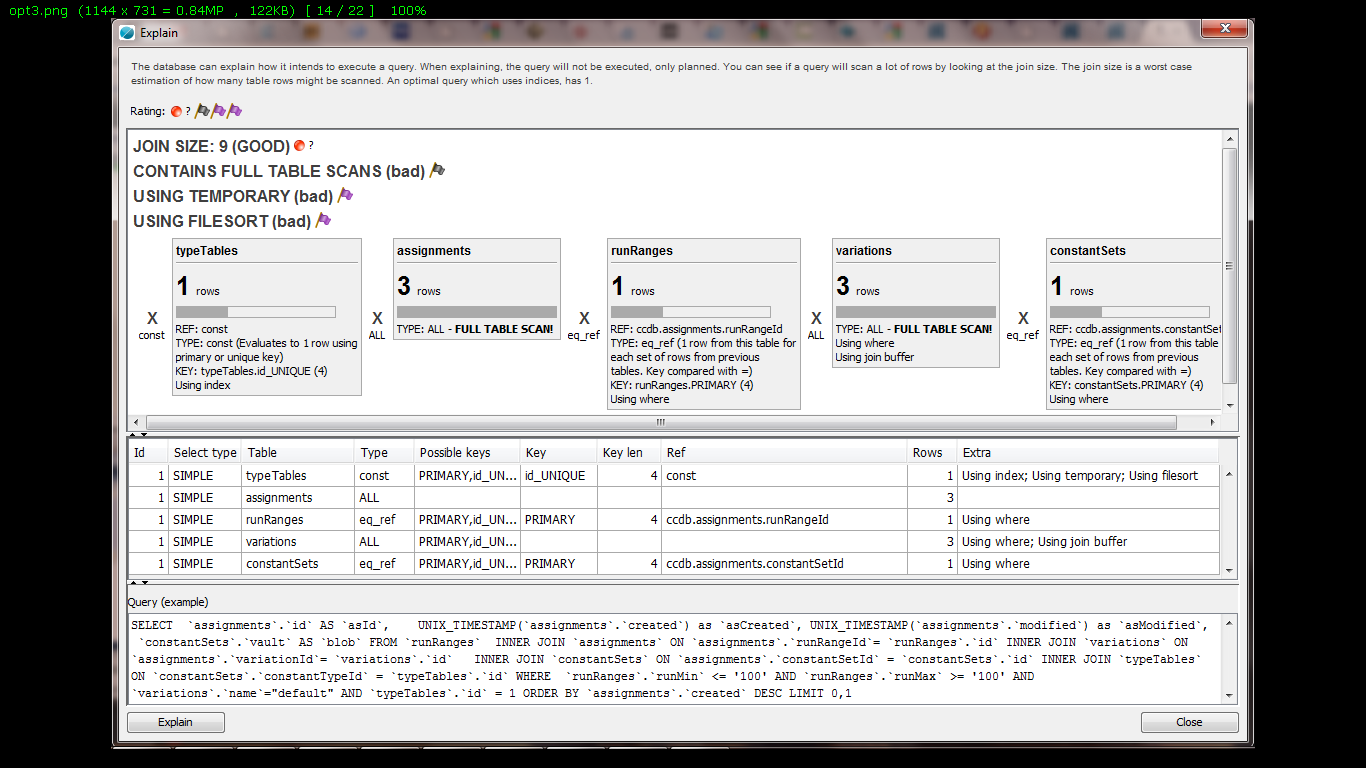 opt3.png (1144 x 731 = 0.84MP , 122KB) [ 14 / 22 ] 100%
Explain
The database can explain how it intends to execute a query. When explaining, the query will not be executed, only planned. You can see if a query will scan a lot of rows by looking at the join size. The join size is a worst case
estimation of how many table rows might be scanned. An optimal query which uses indices, has 1.
Rating: ?
JOIN SIZE: 9 (GOOD) ?
CONTAINS FULL TABLE SCANS (bad)
USING TEMPORARY (bad)
USING FILESORT (bad)
X
const
typeTables
1 rows
REF: const
TYPE: const (Evaluates to 1 row using
primary or unique key)
KEY: typeTables.id_UNIQUE (4)
Using index
X
ALL
assignments
3 rows
TYPE: ALL - FULL TABLE SCAN!
X
eq_ref
runRanges
1 rows
REF: ccdb.assignments.runRangeId
TYPE: eq_ref (1 row from this table for
each set of rows from previous
tables. Key compared with =)
KEY: runRanges.PRIMARY (4)
Using where
X
ALL
variations
3 rows
TYPE: ALL - FULL TABLE SCAN!
Using where
Using join buffer
X
eq_ref
constantSets
1 rows
REF: ccdb.assignments.constantSet
TYPE: eq_ref (1 row from this table
each set of rows from previous
tables. Key compared with =)
KEY: constantSets.PRIMARY (4)
Using where
Id Select type Table Type Possible keys Key Key len Ref Rows Extra
1 SIMPLE typeTables const PRIMARY,id_UN... id_UNIQUE 4 const 1 Using index; Using temporary; Using filesort
1 SIMPLE assignments ALL 3
1 SIMPLE runRanges eq_ref PRIMARY,id_UN... PRIMARY 4 ccdb.assignments.runRangeId 1 Using where
1 SIMPLE variations ALL PRIMARY,id_UN... 3 Using where; Using join buffer
1 SIMPLE constantSets eq_ref PRIMARY,id_UN... PRIMARY 4 ccdb.assignments.constantSetId 1 Using where
Query (example)
SELECT `assignments`.`id` AS `asId`, UNIX_TIMESTAMP(`assignments`.`created`) as `asCreated`, UNIX_TIMESTAMP(`assignments`.`modified`) as `asModified`,
`constantSets`.`vault` AS `blob` FROM `runRanges` INNER JOIN `assignments` ON `assignments`.`runRangeId`= `runRanges`.`id` INNER JOIN `variations` ON
`assignments`.`variationId`= `variations`.`id` INNER JOIN `constantSets` ON `assignments`.`constantSetId` = `constantSets`.`id` INNER JOIN `typeTables`
ON `constantSets`.`constantTypeId` = `typeTables`.`id` WHERE `runRanges`.`runMin` <= '100' AND `runRanges`.`runMax` >= '100' AND
`variations`.`name`="default" AND `typeTables`.`id` = 1 ORDER BY `assignments`.`created` DESC LIMIT 0,1
Explain
Close